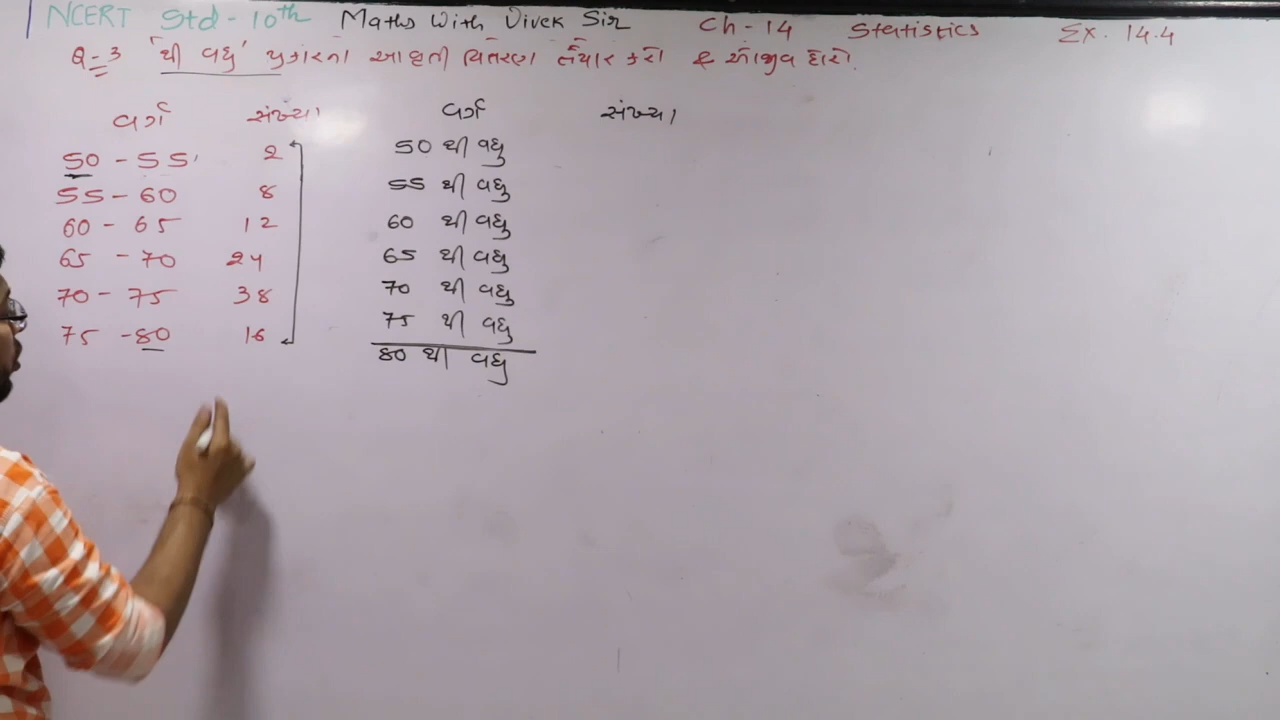 NCERT Std - 10th Maths With Vivek Sir Ch - 14 Statistics Ex. 14.4
Q-3 'થી વધુ' પ્રકારના આવૃતી વિતરણ તૈયાર કરો & ઓજીવ દોરો.
વર્ગ સંખ્યા વર્ગ સંખ્યા
50 - 55 2 50 થી વધુ
55 - 60 8 55 થી વધુ
60 - 65 12 60 થી વધુ
65 - 70 24 65 થી વધુ
70 - 75 38 70 થી વધુ
75 - 80 16 75 થી વધુ
80 થી વધુ